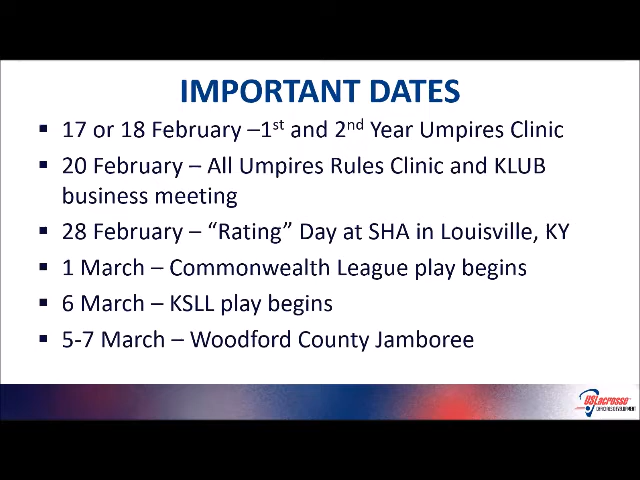 IMPORTANT DATES
▪ 17 or 18 February –1st and 2nd Year Umpires Clinic
▪ 20 February – All Umpires Rules Clinic and KLUB
business meeting
▪ 28 February – “Rating” Day at SHA in Louisville, KY
▪ 1 March – Commonwealth League play begins
▪ 6 March – KSLL play begins
▪ 5-7 March – Woodford County Jamboree
USLacrosse
OFFICIALS DEVELOPMENT